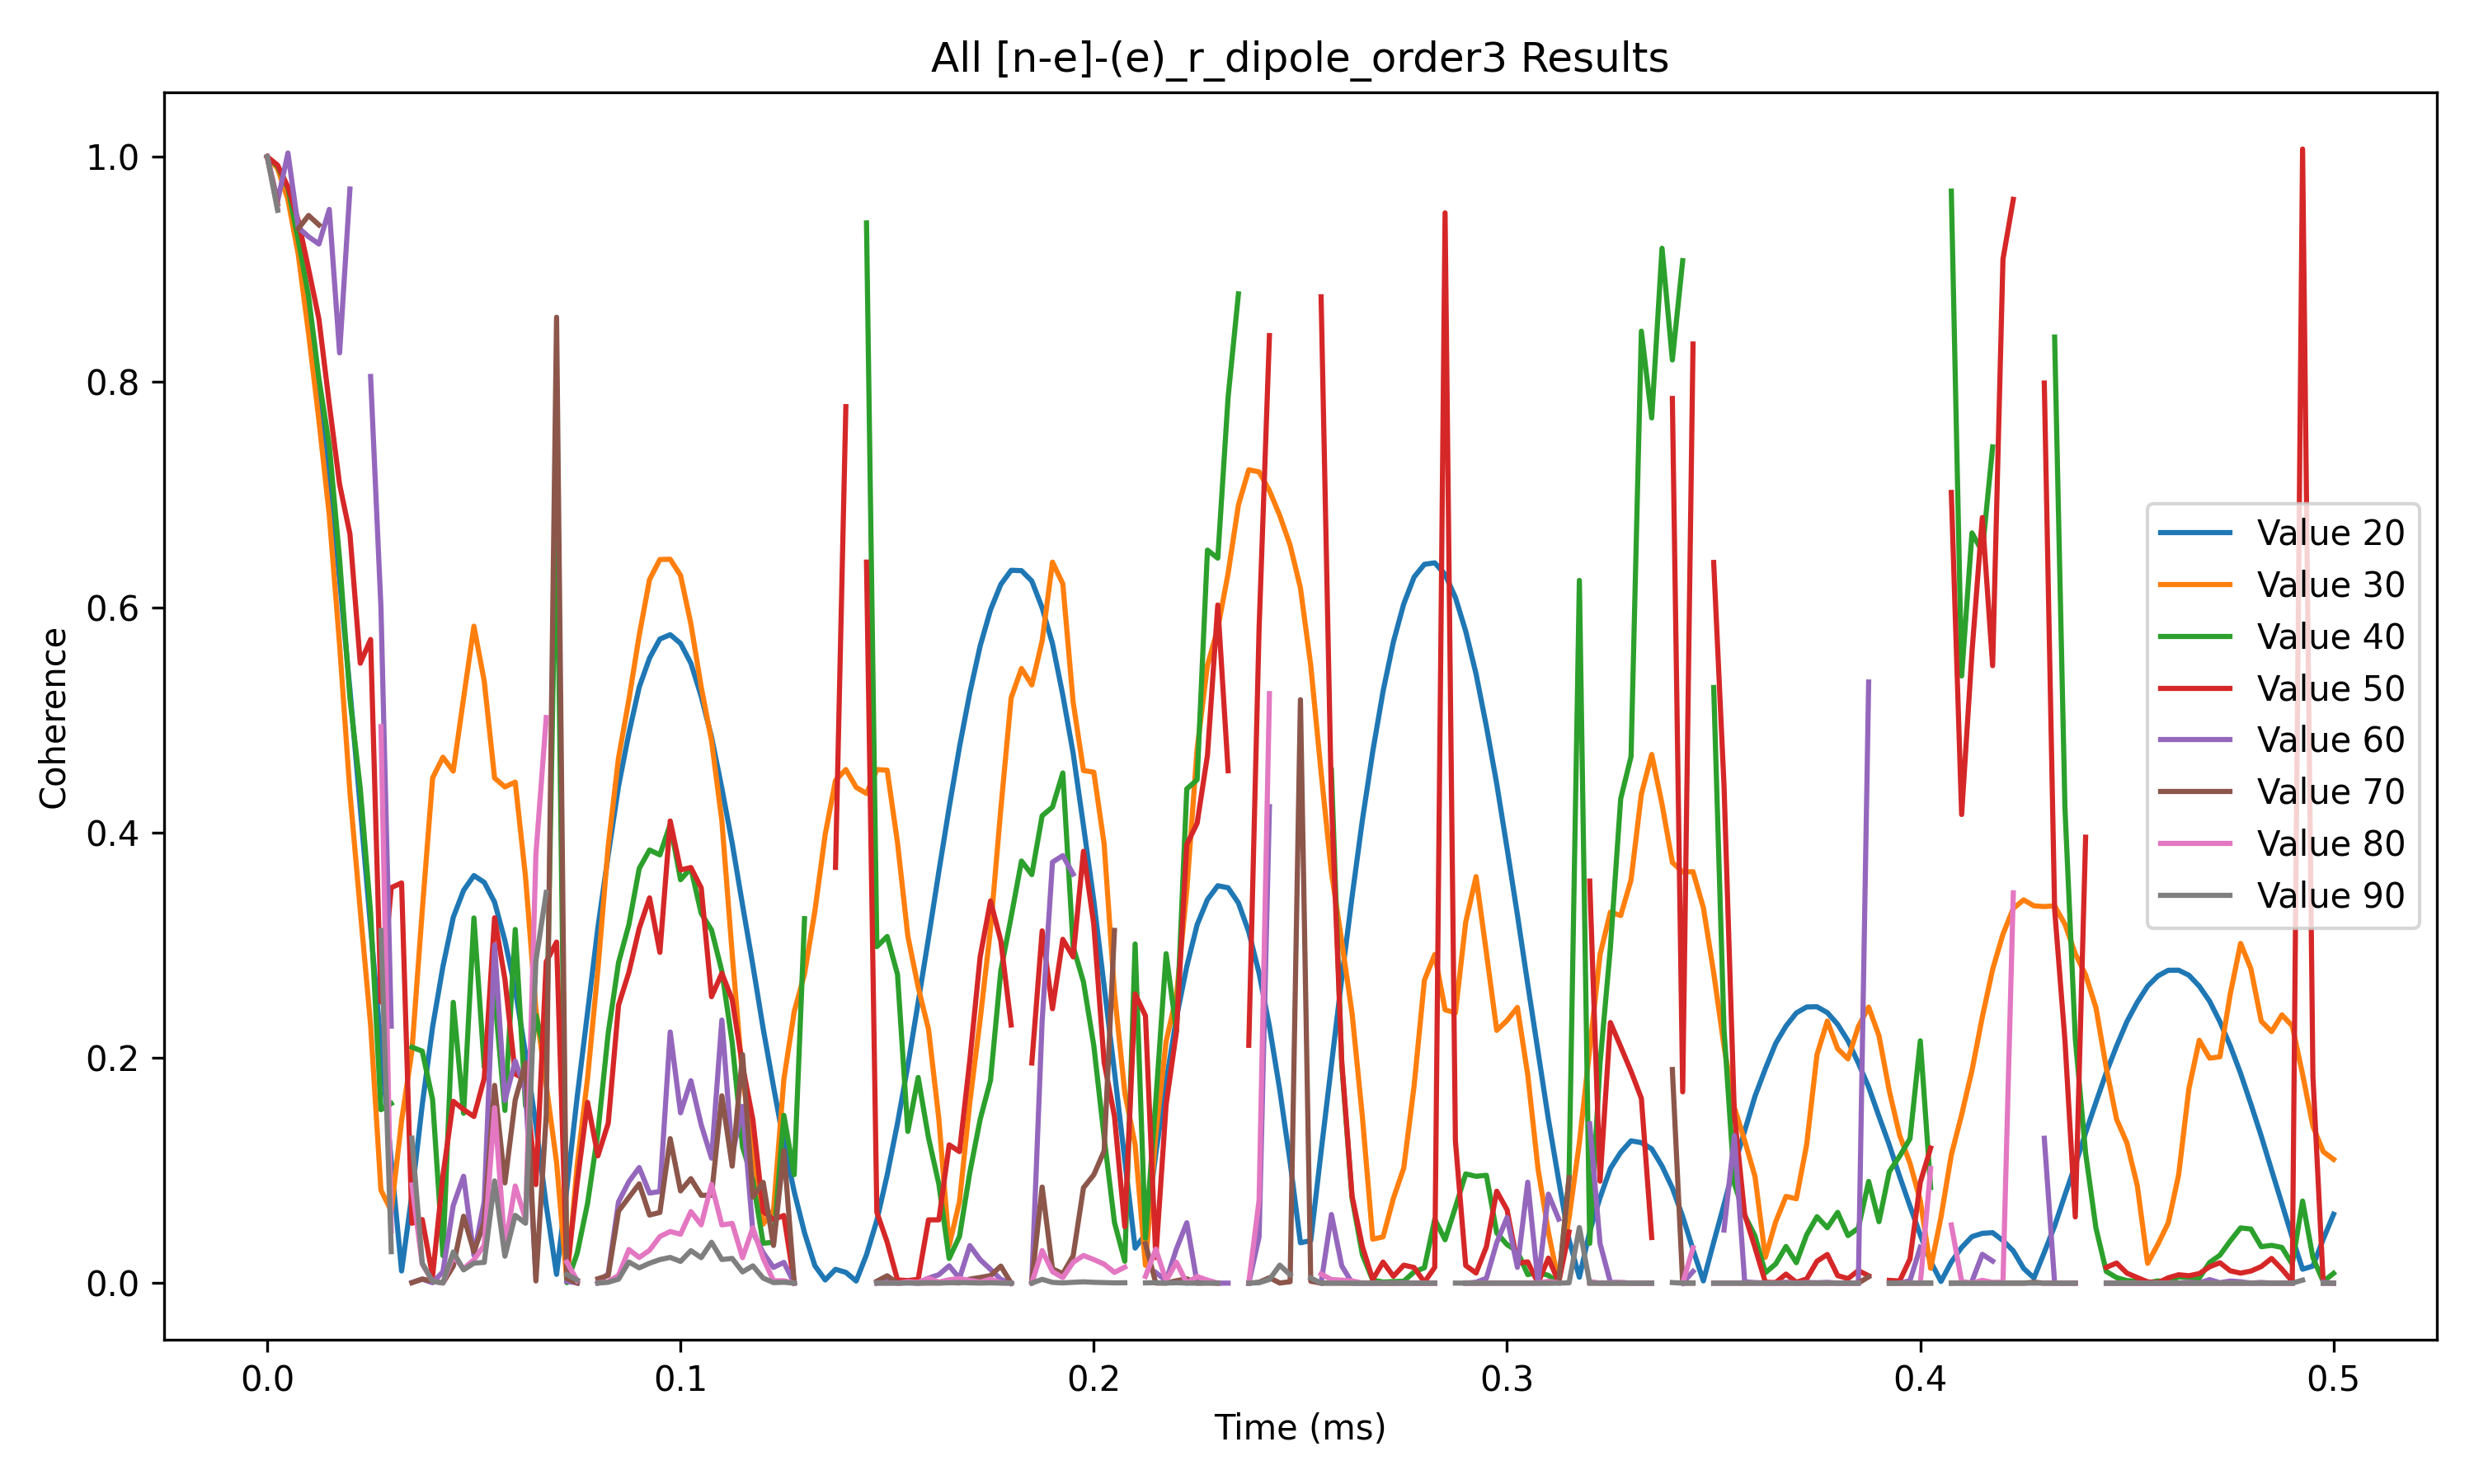 All [n-e]-(e)_r_dipole_order3 Results
Coherence
1.0
0.8
0.6
0.4
0.2
0.0
0.0
0.1
0.2
0.3
0.4
0.5
Time (ms)
Value 20
Value 30
Value 40
Value 50
Value 60
Value 70
Value 80
Value 90